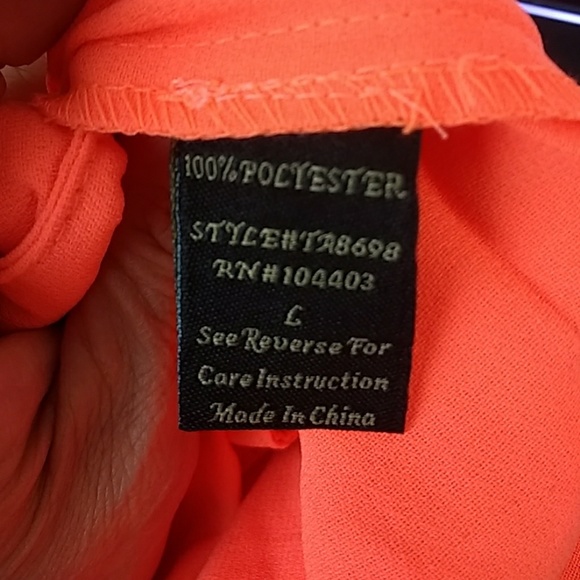 100% POLYESTER
STYLE#TA8698
RN#104403
L
See Reverse For
Care Instruction
Made In China